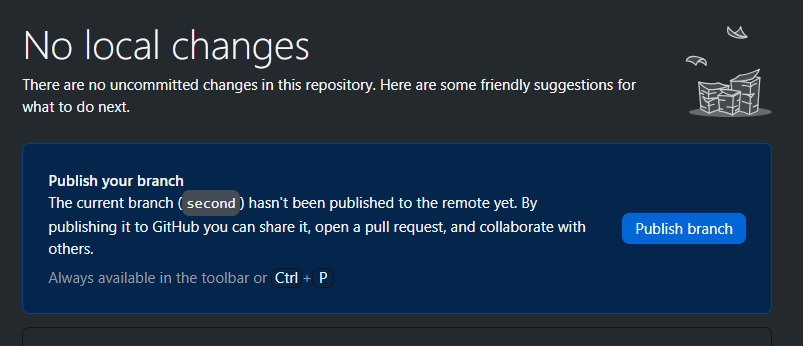 No local changes
There are no uncommitted changes in this repository. Here are some friendly suggestions for
what to do next.
Publish your branch
The current branch ( second ) hasn't been published to the remote yet. By
publishing it to GitHub you can share it, open a pull request, and collaborate with
others.
Publish branch
Always available in the toolbar or Ctrl + P